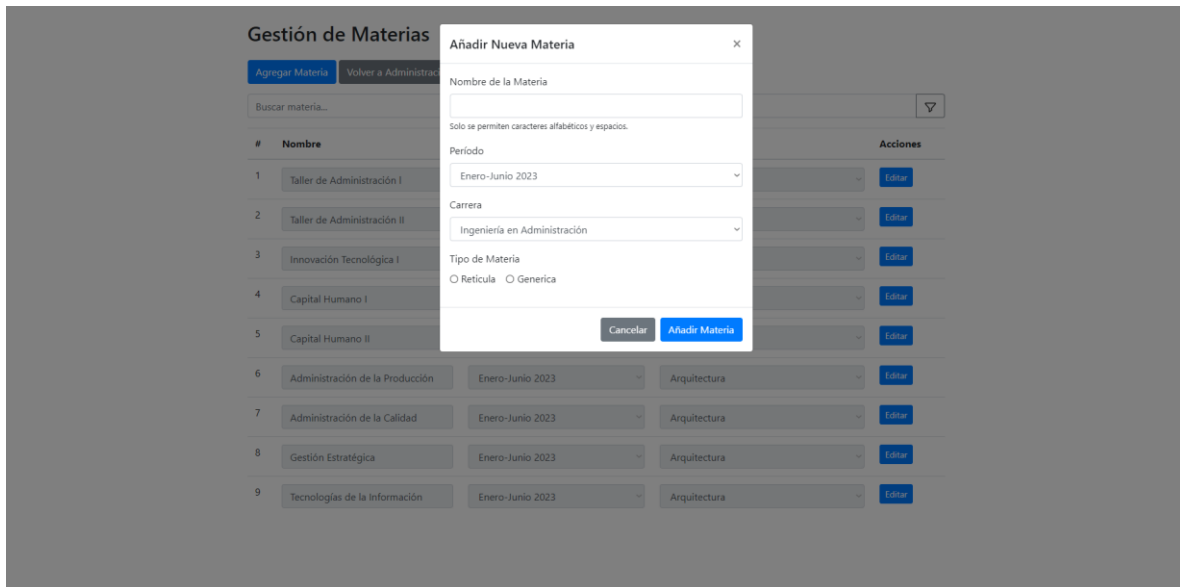 Gestión de Materias
Agregar Materia
Volver a Administraci
Buscar materia...
# Nombre Acciones
1 Taller de Administración I Editar
2 Taller de Administración II Editar
3 Innovación Tecnológica I Editar
4 Capital Humano I Editar
5 Capital Humano II Editar
6 Administración de la Producción Enero-Junio 2023 Arquitectura Editar
7 Administración de la Calidad Enero-Junio 2023 Arquitectura Editar
8 Gestión Estratégica Enero-Junio 2023 Arquitectura Editar
9 Tecnologías de la Información Enero-Junio 2023 Arquitectura Editar
Añadir Nueva Materia ×
Nombre de la Materia
Solo se permiten caracteres alfabéticos y espacios.
Período
Enero-Junio 2023
Carrera
Ingeniería en Administración
Tipo de Materia
Reticula Generica
Cancelar Añadir Materia